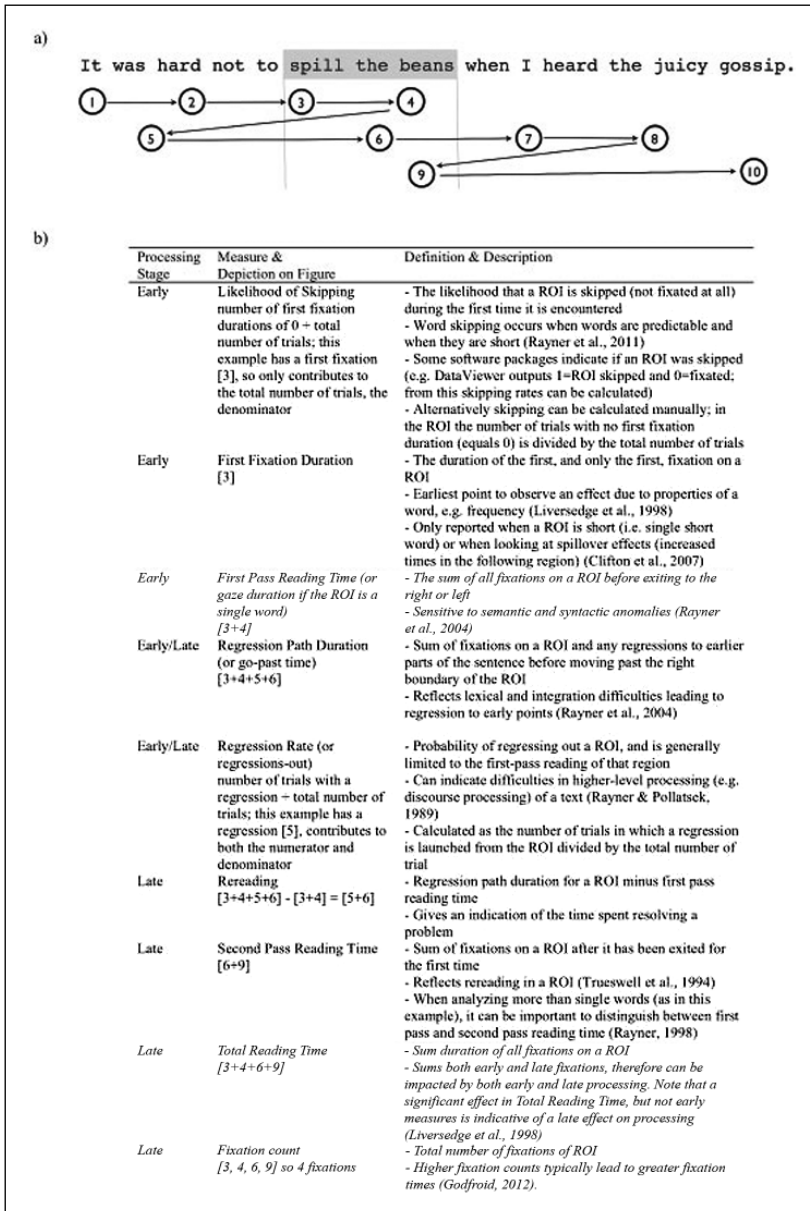 a)
It was hard not to spill the beans when I heard the juicy gossip.
1 2 3 4
5 6 7 8
9 10
b)
Processing Stage
Measure &
Depiction on Figure
Definition & Description
Early
Likelihood of Skipping
number of first fixation
durations of 0 ÷ total
number of trials; this
example has a first fixation
[3], so only contributes to
the total number of trials, the
denominator
- The likelihood that a ROI is skipped (not fixated at all)
during the first time it is encountered
- Word skipping occurs when words are predictable and
when they are short (Rayner et al., 2011)
- Some software packages indicate if an ROI was skipped
(e.g. DataViewer outputs 1=ROI skipped and 0=fixated;
from this skipping rates can be calculated)
- Alternatively skipping can be calculated manually; in
the ROI the number of trials with no first fixation
duration (equals 0) is divided by the total number of trials
Early
First Fixation Duration
[3]
- The duration of the first, and only the first, fixation on a
ROI
- Earliest point to observe an effect due to properties of a
word, e.g. frequency (Liversedge et al., 1998)
- Only reported when a ROI is short (i.e. single short
word) or when looking at spillover effects (increased
times in the following region) (Clifton et al., 2007)
Early
First Pass Reading Time (or
gaze duration if the ROI is a
single word)
[3+4]
- The sum of all fixations on a ROI before exiting to the
right or left
- Sensitive to semantic and syntactic anomalies (Rayner
et al., 2004)
Early/Late
Regression Path Duration
(or go-past time)
[3+4+5+6]
- Sum of fixations on a ROI and any regressions to earlier
parts of the sentence before moving past the right
boundary of the ROI
- Reflects lexical and integration difficulties leading to
regression to early points (Rayner et al., 2004)
Early/Late
Regression Rate (or
regressions-out)
number of trials with a
regression ÷ total number of
trials; this example has a
regression [5], contributes to
both the numerator and
denominator
- Probability of regressing out a ROI, and is generally
limited to the first-pass reading of that region
- Can indicate difficulties in higher-level processing (e.g.
discourse processing) of a text (Rayner & Pollatsek,
1989)
- Calculated as the number of trials in which a regression
is launched from the ROI divided by the total number of
trial
Late
Rereading
[3+4+5+6] - [3+4] = [5+6]
- Regression path duration for a ROI minus first pass
reading time
- Gives an indication of the time spent resolving a
problem
Late
Second Pass Reading Time
[6+9]
- Sum of fixations on a ROI after it has been exited for
the first time
- Reflects rereading in a ROI (Trueswell et al., 1994)
- When analyzing more than single words (as in this
example), it can be important to distinguish between first
pass and second pass reading time (Rayner, 1998)
Late
Total Reading Time
[3+4+6+9]
- Sum duration of all fixations on a ROI
- Sums both early and late fixations, therefore can be
impacted by both early and late processing. Note that a
significant effect in Total Reading Time, but not early
measures is indicative of a late effect on processing
(Liversedge et al., 1998)
Late
Fixation count
[3, 4, 6, 9] so 4 fixations
- Total number of fixations of ROI
- Higher fixation counts typically lead to greater fixation
times (Godfroid, 2012).